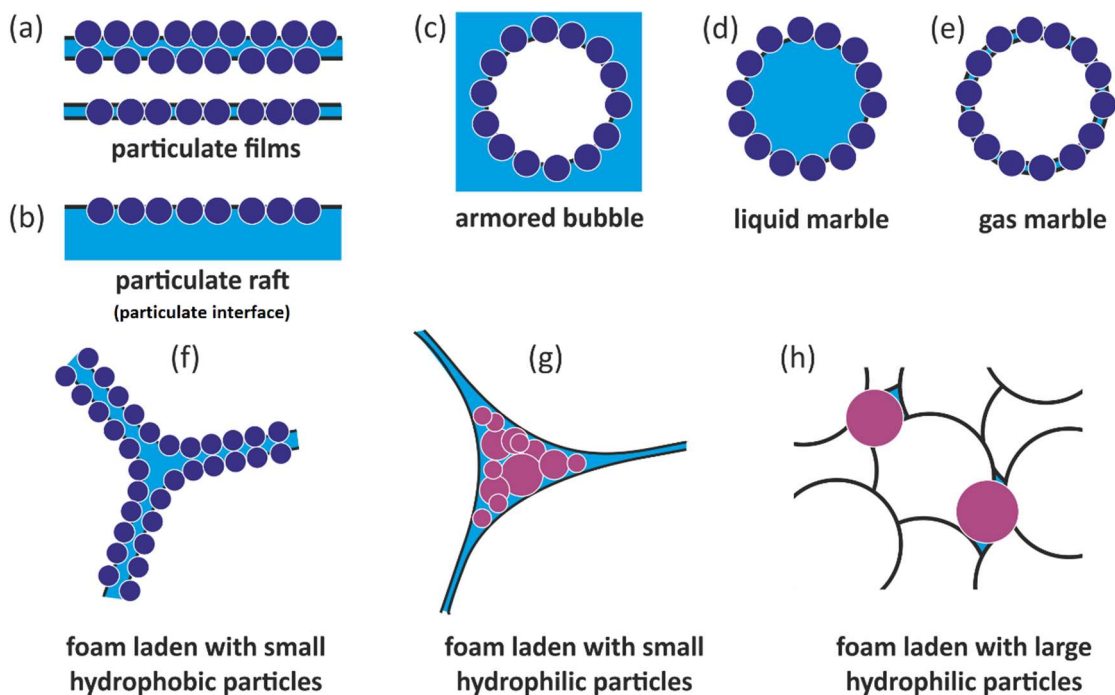 (a)
particulate films
(b)
particulate raft
(particulate interface)
(c)
armored bubble
(d)
liquid marble
(e)
gas marble
(f)
foam laden with small
hydrophobic particles
(g)
foam laden with small
hydrophilic particles
(h)
foam laden with large
hydrophilic particles